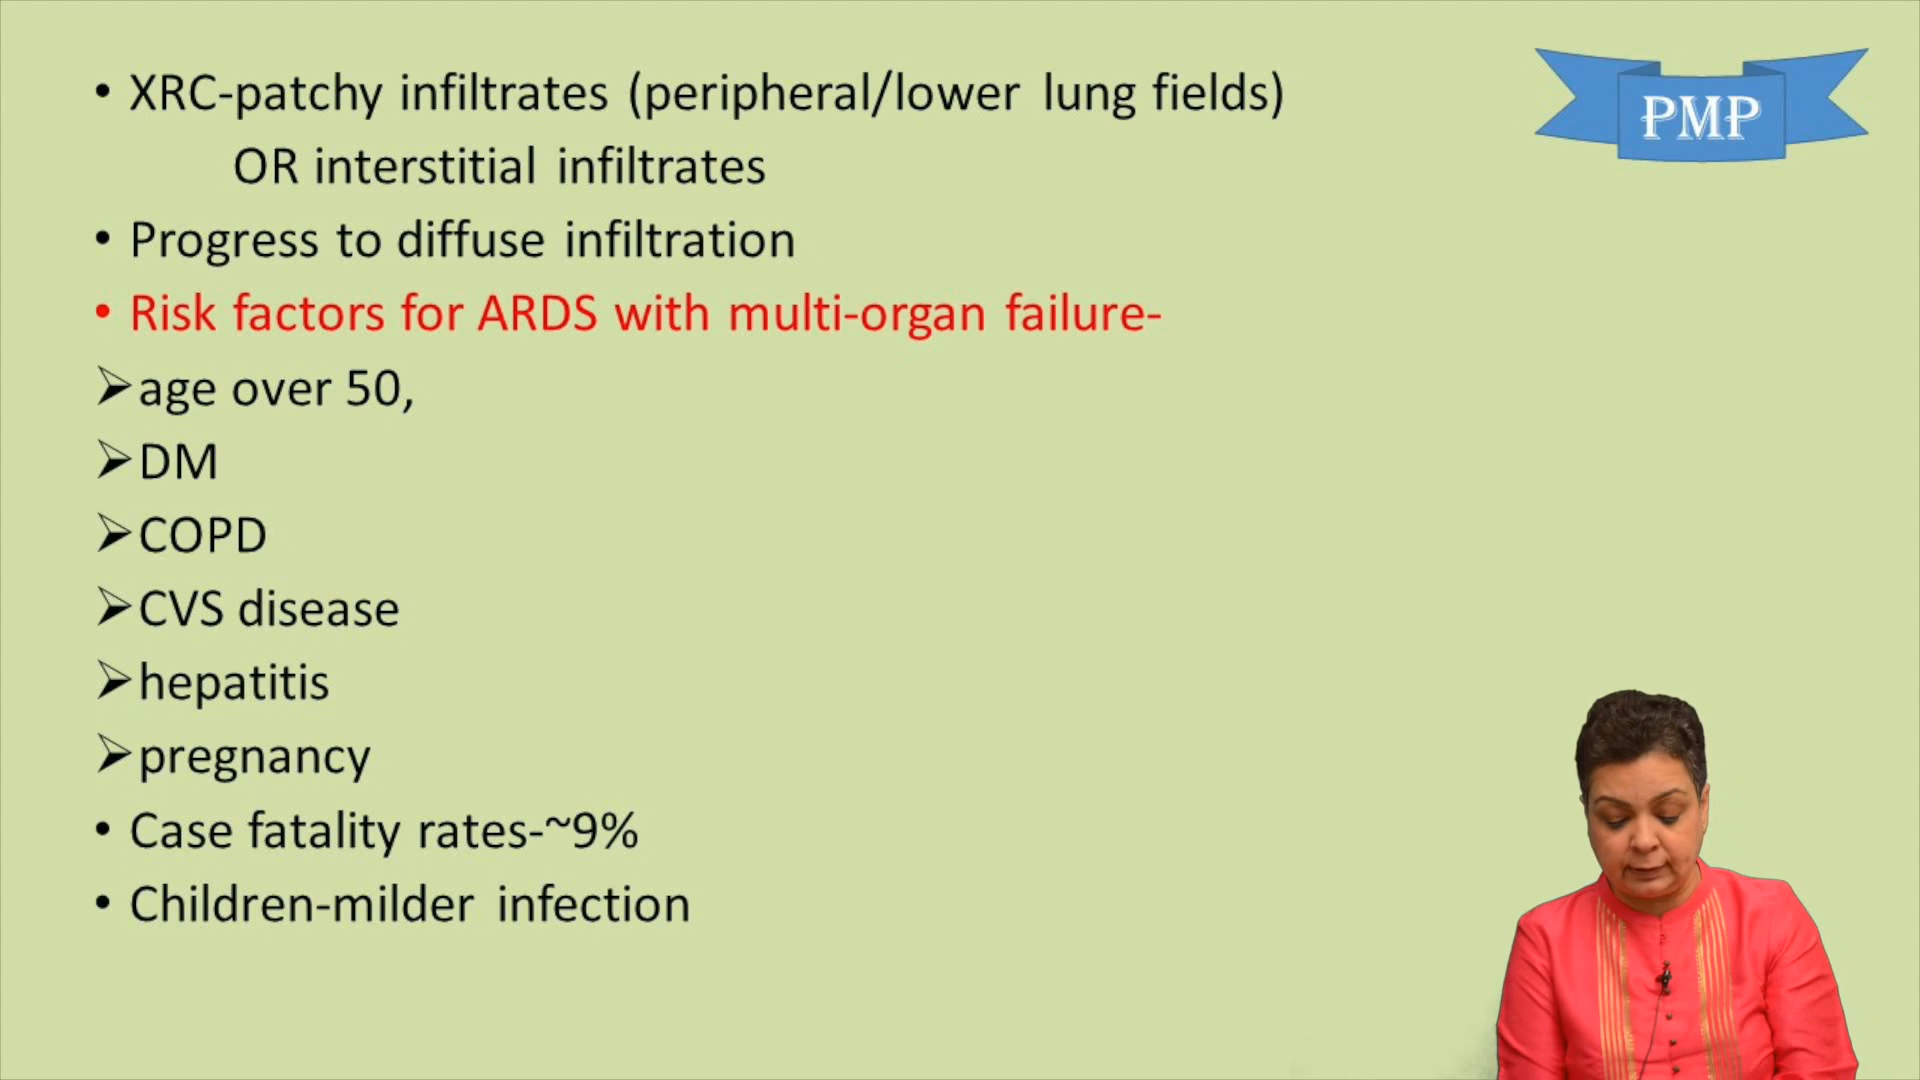 • XRC-patchy infiltrates (peripheral/lower lung fields)
OR interstitial infiltrates
• Progress to diffuse infiltration
• Risk factors for ARDS with multi-organ failure-
➢age over 50,
➢DM
➢COPD
➢CVS disease
➢hepatitis
➢pregnancy
• Case fatality rates-~9%
• Children-milder infection
PMP